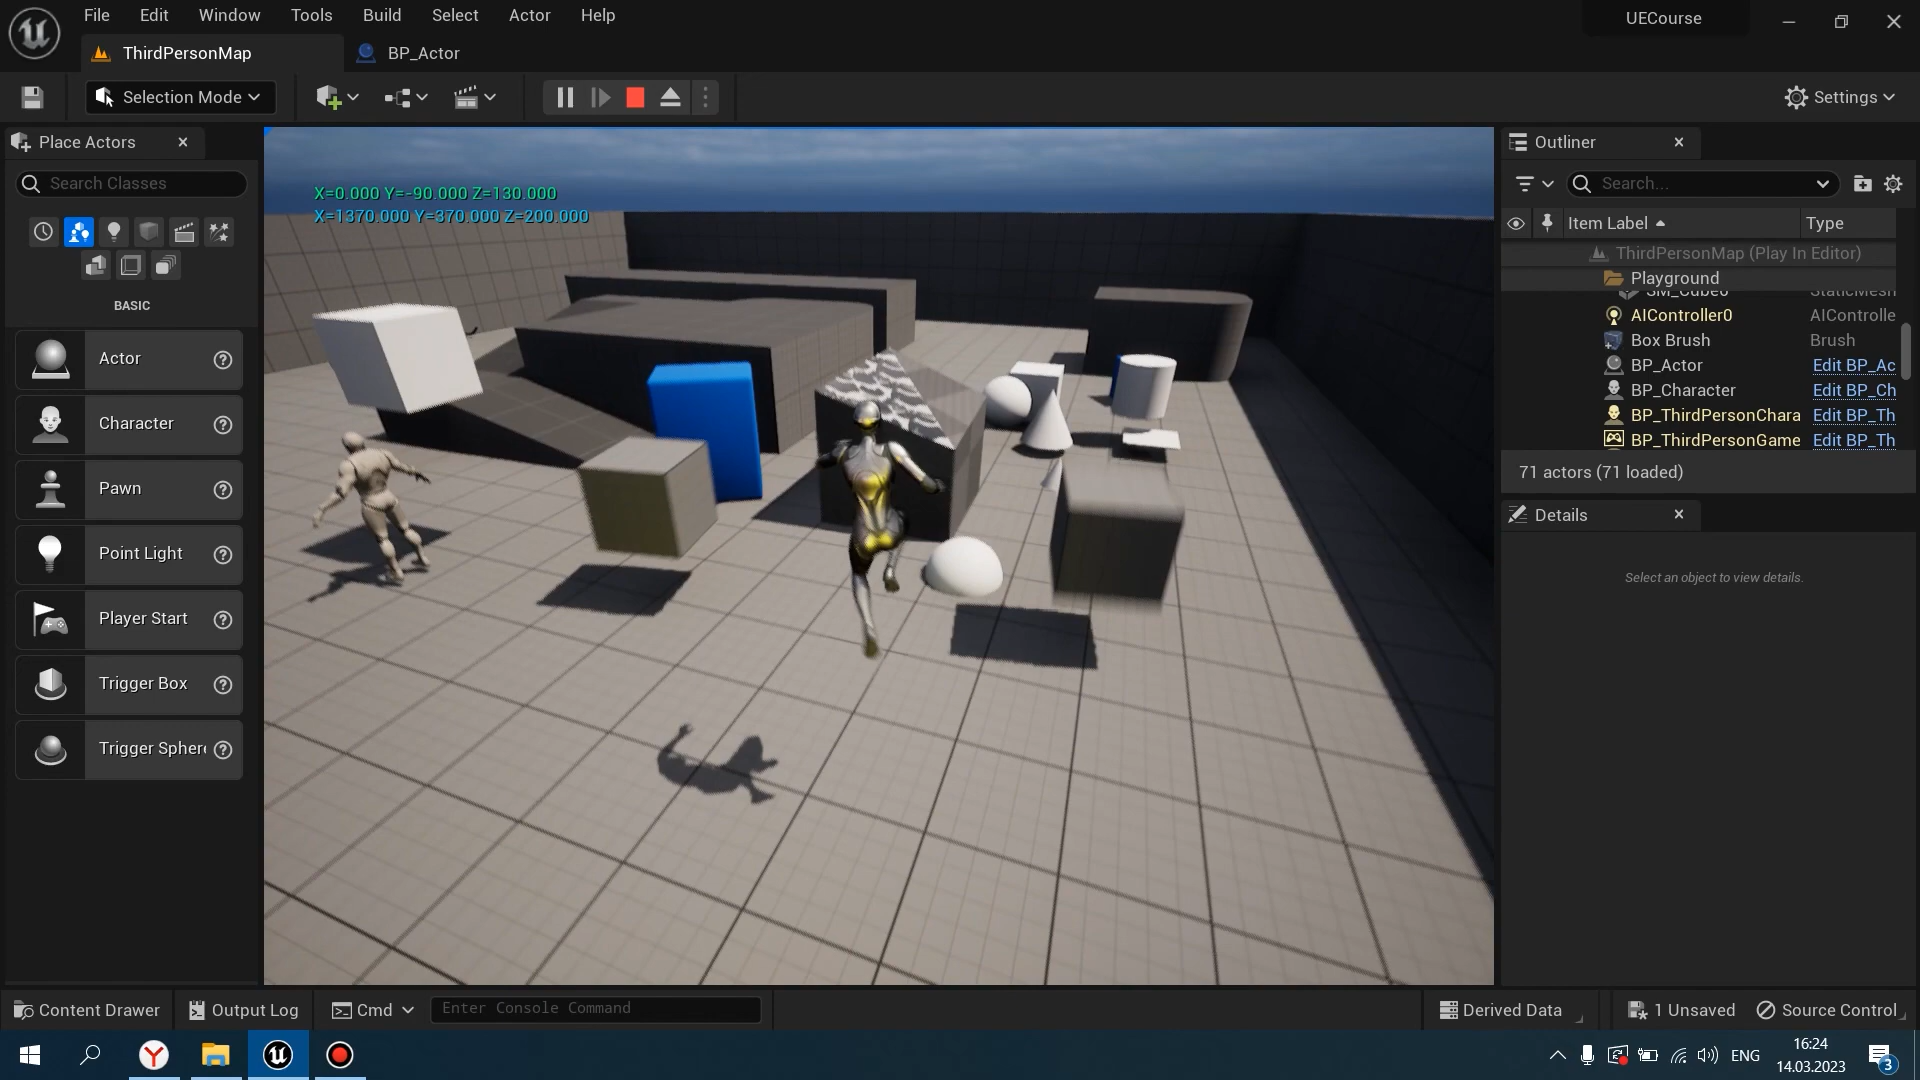 File Edit Window Tools Build Select Actor Help
UECourse
ThirdPersonMap
BP_Actor
Selection Mode
Settings
Place Actors
Search Classes
BASIC
Actor
Character
Pawn
Point Light
Player Start
Trigger Box
Trigger Sphere
X=0.000 Y=-90.000 Z=130.000
X=1370.000 Y=370.000 Z=200.000
Outliner
Search...
Item Label Type
ThirdPersonMap (Play In Editor)
Playground
SM_Cube6 StaticMesh
AIController0 AIControlle
Box Brush Brush
BP_Actor Edit BP_Ac
BP_Character Edit BP_Ch
BP_ThirdPersonChara Edit BP_Th
BP_ThirdPersonGame Edit BP_Th
71 actors (71 loaded)
Details
Select an object to view details.
Content Drawer
Output Log
Cmd
Enter Console Command
Derived Data
1 Unsaved
Source Control
ENG
16:24
14.03.2023
3